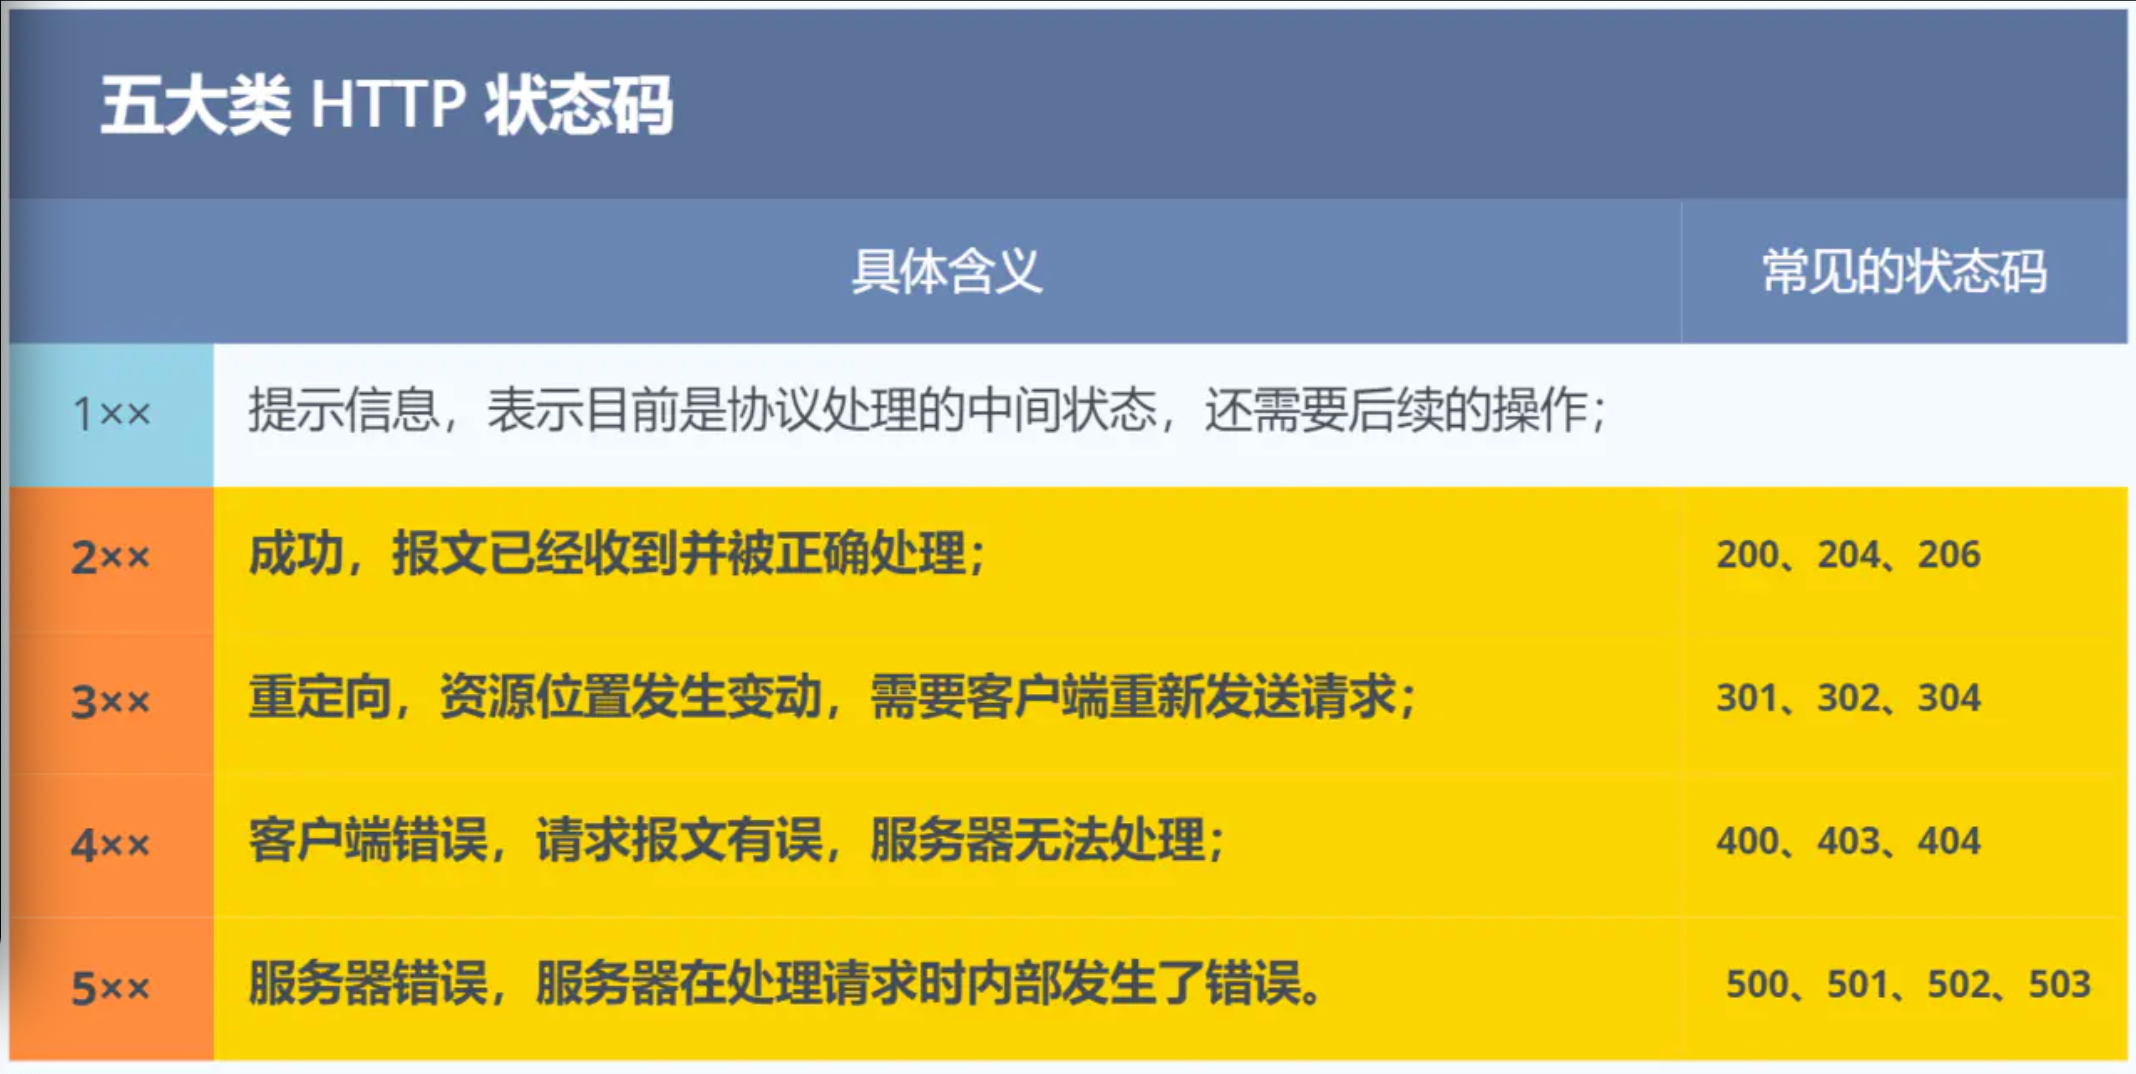 五大类 HTTP 状态码
具体含义 常见的状态码
1×× 提示信息，表示目前是协议处理的中间状态，还需要后续的操作；
2×× 成功，报文已经收到并被正确处理； 200、204、206
3×× 重定向，资源位置发生变动，需要客户端重新发送请求； 301、302、304
4×× 客户端错误，请求报文有误，服务器无法处理； 400、403、404
5×× 服务器错误，服务器在处理请求时内部发生了错误。 500、501、502、503